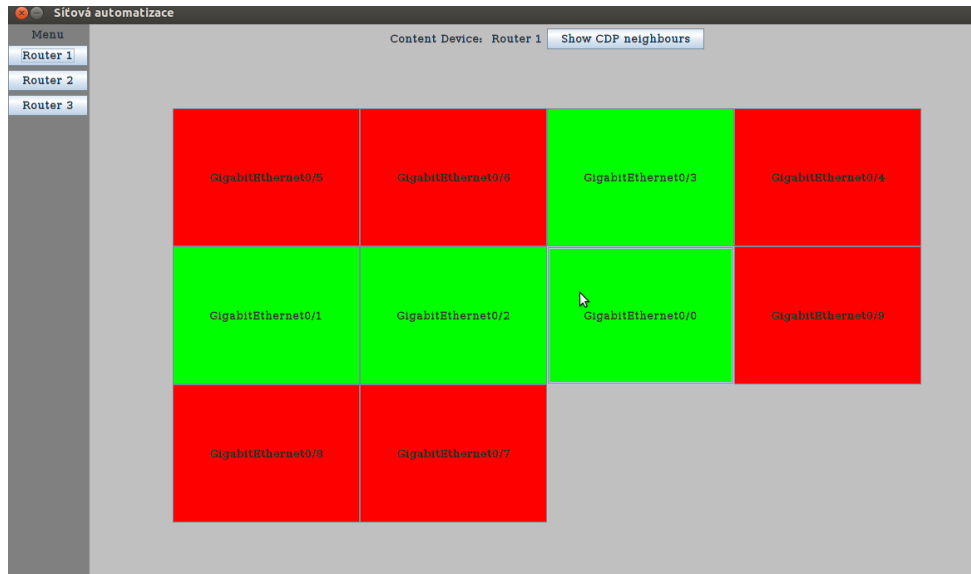 Síťová automatizace
Menu
Router 1
Router 2
Router 3
Content Device: Router 1 Show CDP neighbours
GigabitEthernet0/5 GigabitEthernet0/6 GigabitEthernet0/3 GigabitEthernet0/4
GigabitEthernet0/1 GigabitEthernet0/2 GigabitEthernet0/0 GigabitEthernet0/9
GigabitEthernet0/8 GigabitEthernet0/7